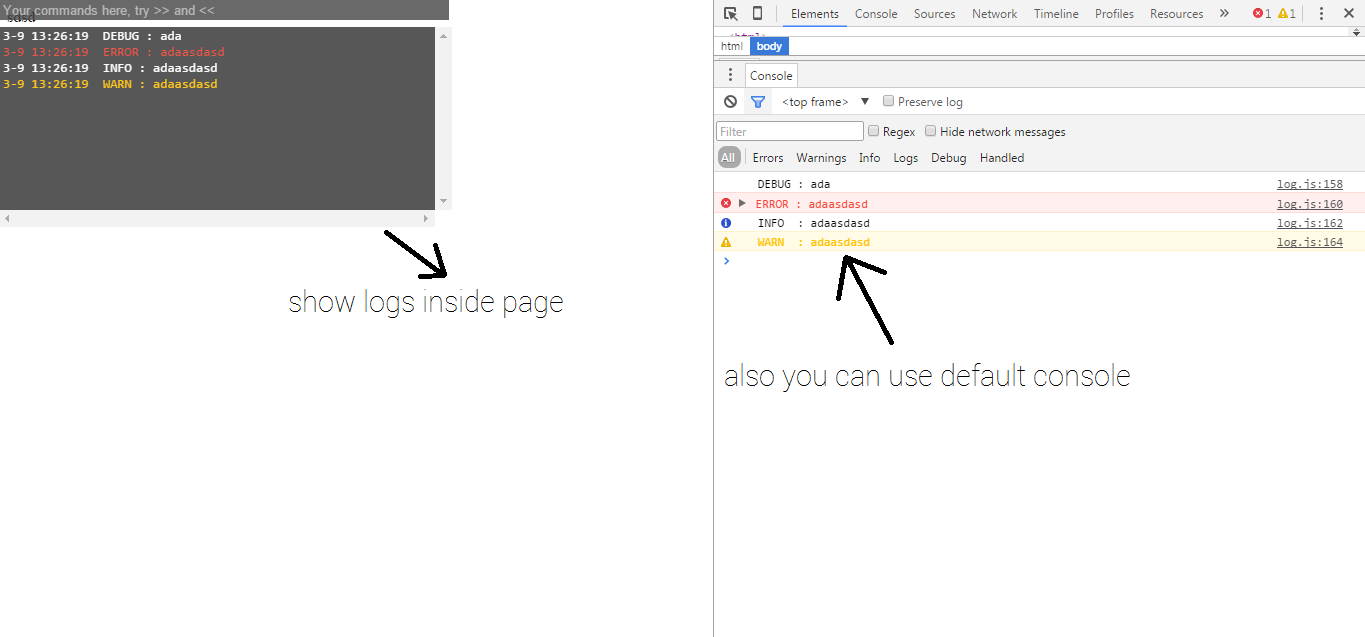 Your commands here, try >> and <<
3-9 13:26:19  DEBUG : ada
3-9 13:26:19  ERROR : adaasdasd
3-9 13:26:19  INFO : adaasdasd
3-9 13:26:19  WARN : adaasdasd
show logs inside page
Elements Console Sources Network Timeline Profiles Resources » 1 1
html body
Console
<top frame> ▼ Preserve log
Filter Regex Hide network messages
All Errors Warnings Info Logs Debug Handled
DEBUG : ada log.js:158
ERROR : adaasdasd log.js:160
INFO  : adaasdasd log.js:162
WARN  : adaasdasd log.js:164
also you can use default console